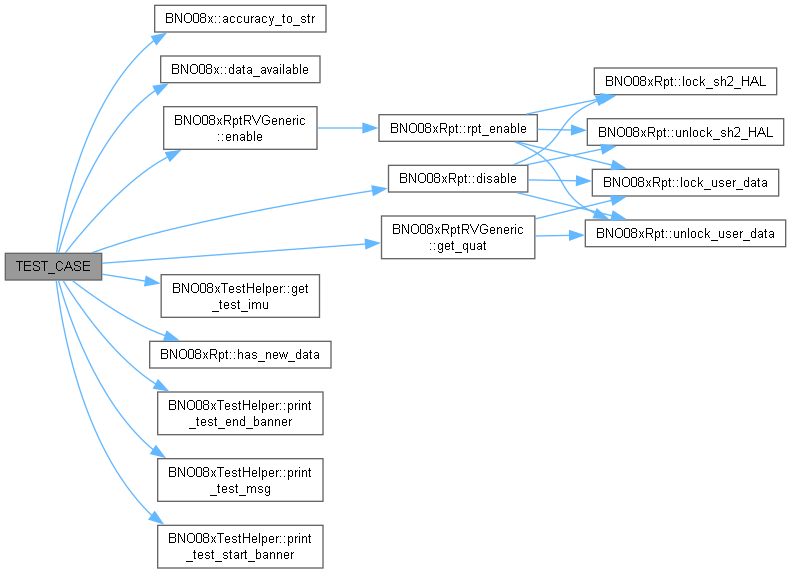 TEST_CASE
BNO08x::accuracy_to_str
BNO08x::data_available
BNO08xRptRVGeneric
::enable
BNO08xRpt::rpt_enable
BNO08xRpt::lock_sh2_HAL
BNO08xRpt::unlock_sh2_HAL
BNO08xRpt::lock_user_data
BNO08xRpt::unlock_user_data
BNO08xRpt::disable
BNO08xRptRVGeneric
::get_quat
BNO08xTestHelper::get
_test_imu
BNO08xRpt::has_new_data
BNO08xTestHelper::print
_test_end_banner
BNO08xTestHelper::print
_test_msg
BNO08xTestHelper::print
_test_start_banner